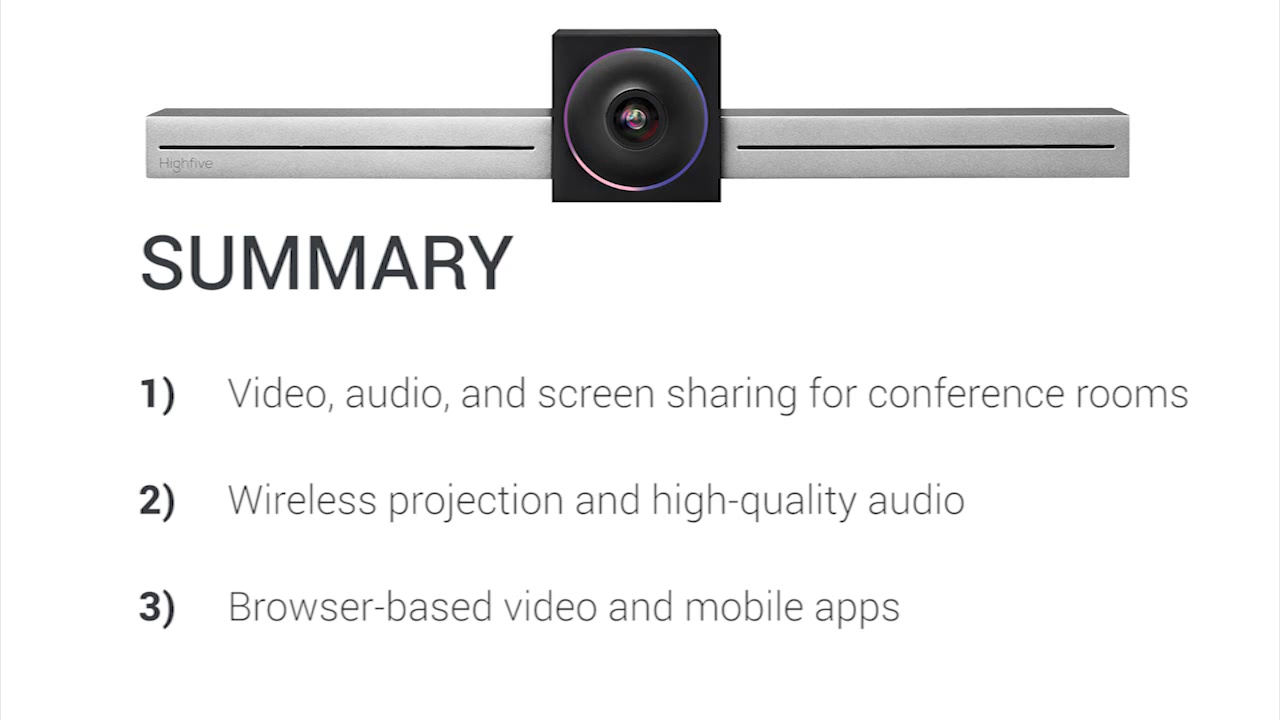 Highfive
SUMMARY
1) Video, audio, and screen sharing for conference rooms
2) Wireless projection and high-quality audio
3) Browser-based video and mobile apps